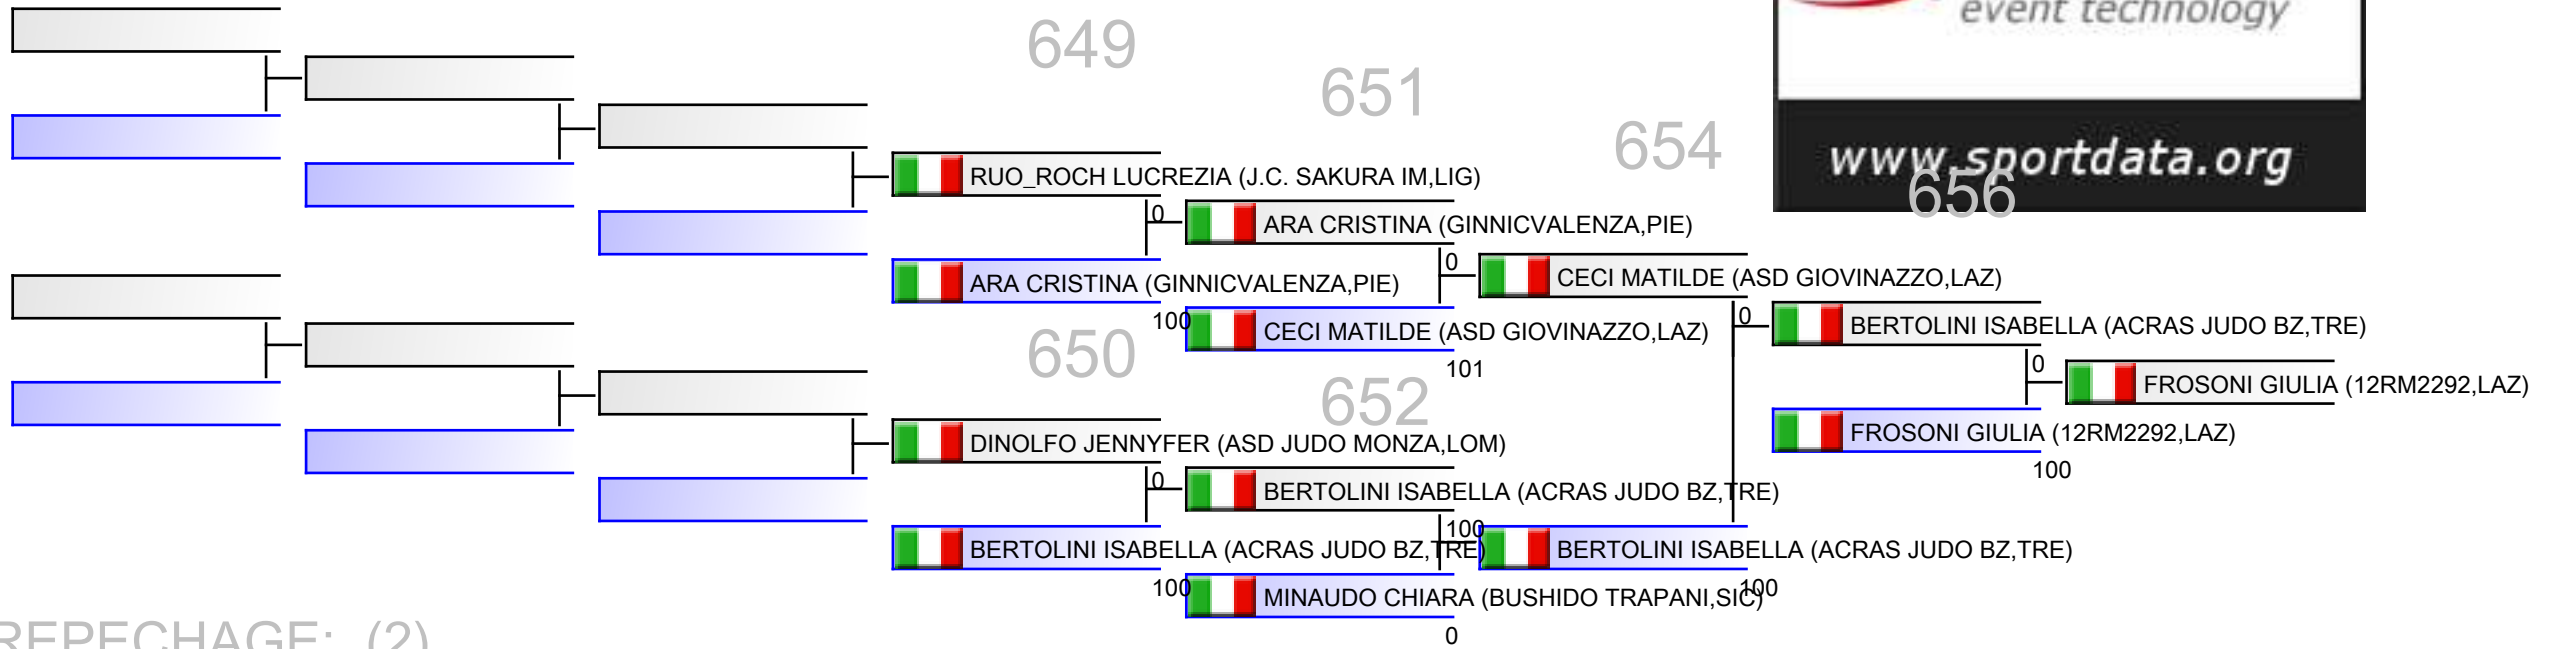 event technology
www.sportdata.org
649
651
654
656
RUO_ROCH LUCREZIA (J.C. SAKURA IM,LIG)
0
ARA CRISTINA (GINNICVALENZA,PIE)
0
ARA CRISTINA (GINNICVALENZA,PIE)
100
CECI MATILDE (ASD GIOVINAZZO,LAZ)
0
CECI MATILDE (ASD GIOVINAZZO,LAZ)
101
BERTOLINI ISABELLA (ACRAS JUDO BZ,TRE)
0
FROSONI GIULIA (12RM2292,LAZ)
FROSONI GIULIA (12RM2292,LAZ)
100
650
652
DINOLFO JENNYFER (ASD JUDO MONZA,LOM)
0
BERTOLINI ISABELLA (ACRAS JUDO BZ,TRE)
100
BERTOLINI ISABELLA (ACRAS JUDO BZ,TRE)
100
BERTOLINI ISABELLA (ACRAS JUDO BZ,TRE)
100
MINAUDO CHIARA (BUSHIDO TRAPANI,SIC)
0
REPECHAGE: (2)